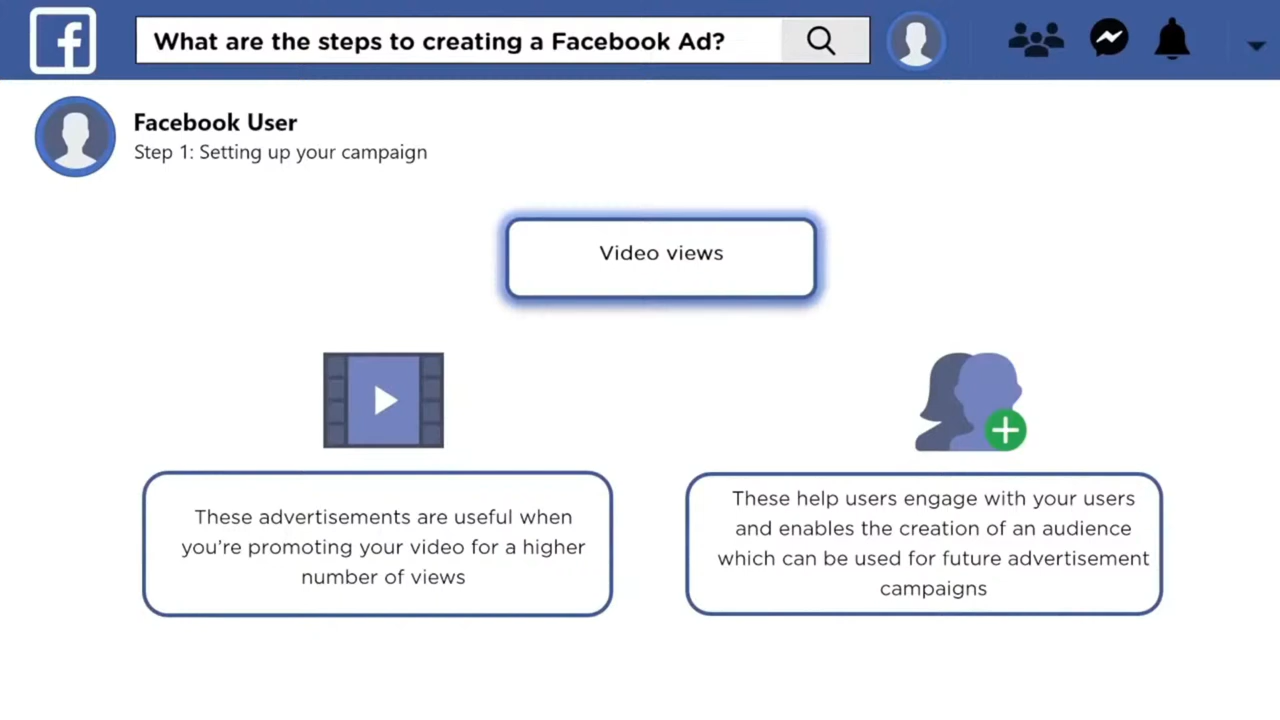 What are the steps to creating a Facebook Ad?
Facebook User
Step 1: Setting up your campaign
Video views
These advertisements are useful when
you're promoting your video for a higher
number of views
These help users engage with your users
and enables the creation of an audience
which can be used for future advertisement
campaigns